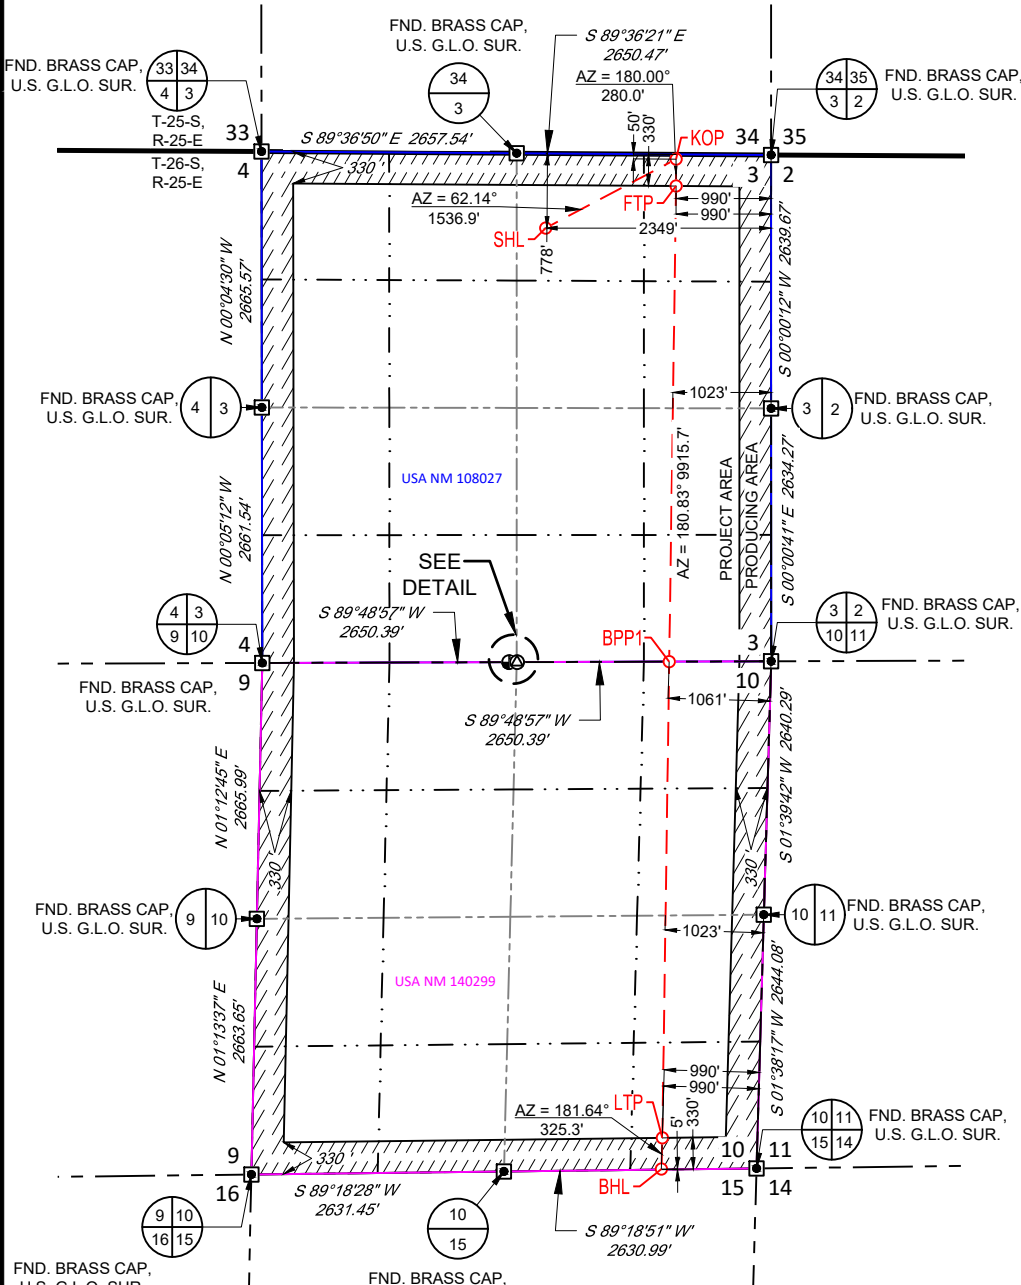 FND. BRASS CAP,
U.S. G.L.O. SUR.
S 89°36'21" E
2650.47'
FND. BRASS CAP,
U.S. G.L.O. SUR.
33 34
4 3
34
3
AZ = 180.00°
280.0'
34 35
3 2
FND. BRASS CAP,
U.S. G.L.O. SUR.
T-25-S,
R-25-E
33
S 89°36'50" E 2657.54'
50'
330'
KOP
34 35
T-26-S,
R-25-E
4
330'
3 2
AZ = 62.14°
1536.9'
FTP
990'
990'
SHL
2349'
778'
N 00°04'30" W
2665.57'
S 00°00'12" W 2639.67'
FND. BRASS CAP,
U.S. G.L.O. SUR.
4 3
1023'
3 2
FND. BRASS CAP,
U.S. G.L.O. SUR.
USA NM 108027
AZ = 180.83° 9915.7'
PROJECT AREA
PRODUCING AREA
N 00°05'12" W
2661.54'
S 00°00'41" E 2634.27'
SEE
DETAIL
4 3
9 10
S 89°48'57" W
2650.39'
3 2
10 11
FND. BRASS CAP,
U.S. G.L.O. SUR.
4
BPP1
3
9
10
FND. BRASS CAP,
U.S. G.L.O. SUR.
1061'
S 89°48'57" W
2650.39'
N 01°12'45" E
2665.99'
S 01°39'42" W 2640.29'
330'
330'
FND. BRASS CAP,
U.S. G.L.O. SUR.
9 10
1023'
10 11
FND. BRASS CAP,
U.S. G.L.O. SUR.
USA NM 140299
N 01°13'37" E
2663.65'
S 01°38'17" W 2644.08'
990'
990'
LTP
AZ = 181.64°
325.3'
5'
330'
10 11
15 14
FND. BRASS CAP,
U.S. G.L.O. SUR.
9
330'
10 11
16
S 89°18'28" W
2631.45'
BHL
15 14
9 10
16 15
10
15
S 89°18'51" W'
2630.99'
FND. BRASS CAP,
U.S. G.L.O. SUR.
FND. BRASS CAP,